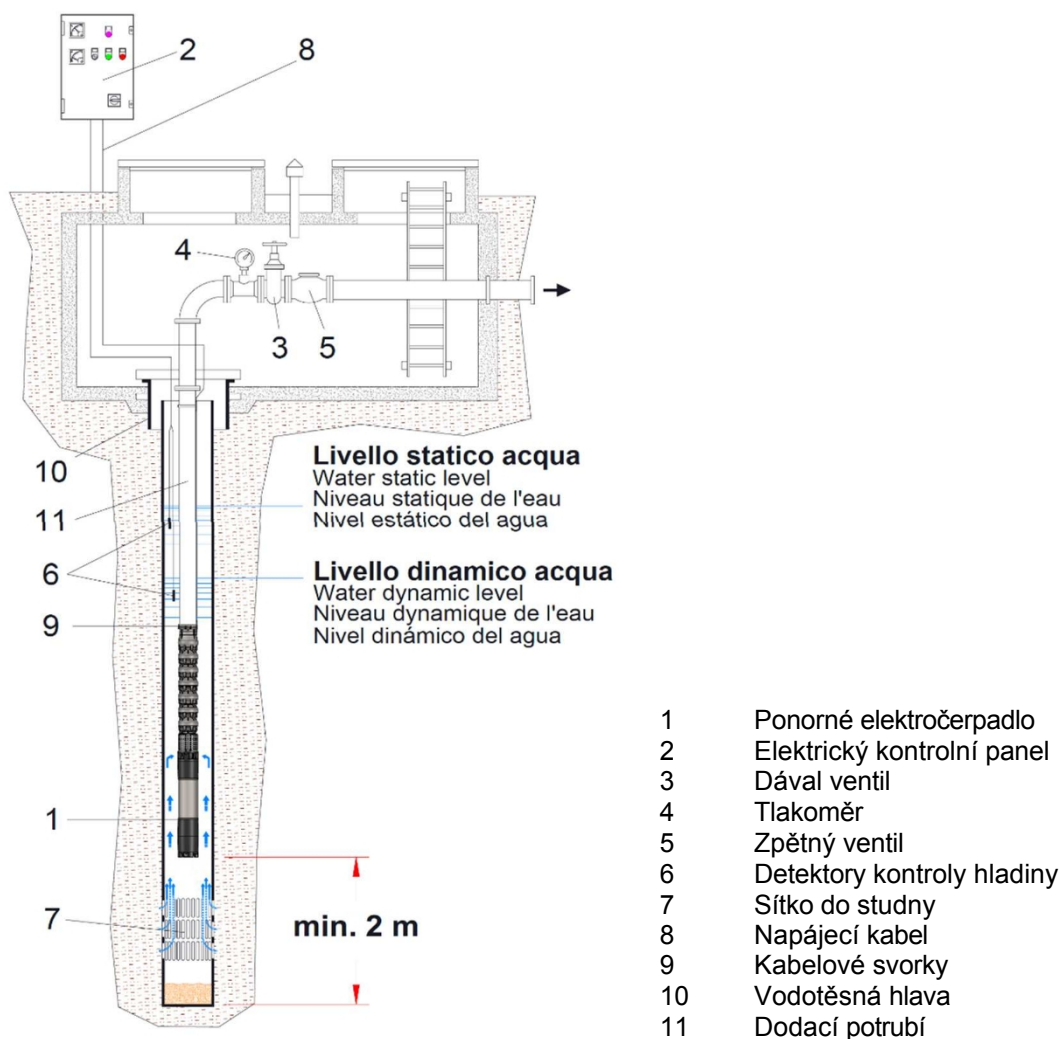 2
8
4
3
5
10
Livello statico acqua
Water static level
Niveau statique de l'eau
Nivel estático del agua
11
6
Livello dinamico acqua
Water dynamic level
Niveau dynamique de l'eau
Nivel dinámico del agua
9
1
7
min. 2 m
1 Ponorné elektročerpadlo
2 Elektrický kontrolní panel
3 Dával ventil
4 Tlakoměr
5 Zpětný ventil
6 Detektory kontroly hladiny
7 Sítko do studny
8 Napájecí kabel
9 Kabelové svorky
10 Vodotěsná hlava
11 Dodací potrubí